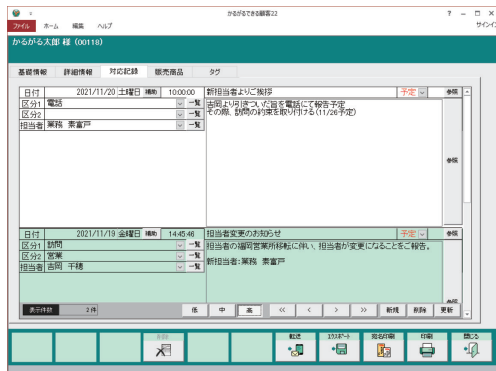 かるがるできる顧客22
? － □ ×
ファイル ホーム 編集 ヘルプ サインイン
かるがる太郎 様 (00118)
基礎情報 詳細情報 対応記録 販売商品 タグ
日付 2021/11/20 土曜日 補助 10:00:00 新担当者よりご挨拶 予定 参照
区分1 電話 一覧 吉岡より引きついだ旨を電話にて報告予定
区分2 一覧 その際、訪問の約束を取り付ける(11/26予定)
担当者 業務 素富戸
参照
日付 2021/11/19 金曜日 補助 14:45:46 担当者変更のお知らせ 予定 参照
区分1 訪問 一覧 担当者の福岡営業所移転に伴い、担当者が変更になることをご報告。
区分2 営業 一覧
担当者 吉岡 千穂 新担当者:業務 素富戸
参照
表示件数 2 件 低 中 高 << < > >> 新規 削除 更新
転送 エクスポート 宛名印刷 印刷 閉じる